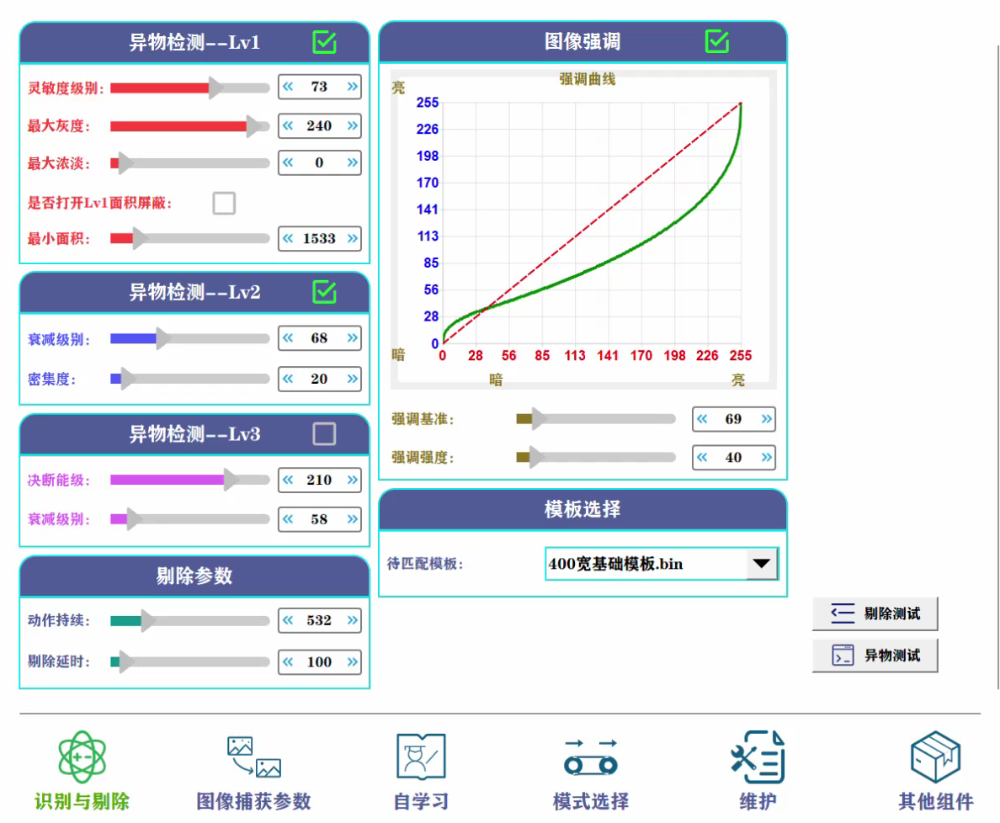 异物检测--Lv1
灵敏度级别: 73
最大灰度: 240
最大浓淡: 0
是否打开Lv1面积屏蔽:
最小面积: 1533
异物检测--Lv2
衰减级别: 68
密集度: 20
异物检测--Lv3
决断能级: 210
衰减级别: 58
剔除参数
动作持续: 532
剔除延时: 100
图像强调
强调曲线
亮
255
226
198
170
141
113
85
56
28
0
暗
0 28 56 85 113 141 170 198 226 255
暗 亮
强调基准: 69
强调强度: 40
模板选择
待匹配模板: 400宽基础模板.bin
剔除测试
异物测试
识别与剔除 图像捕获参数 自学习 模式选择 维护 其他组件